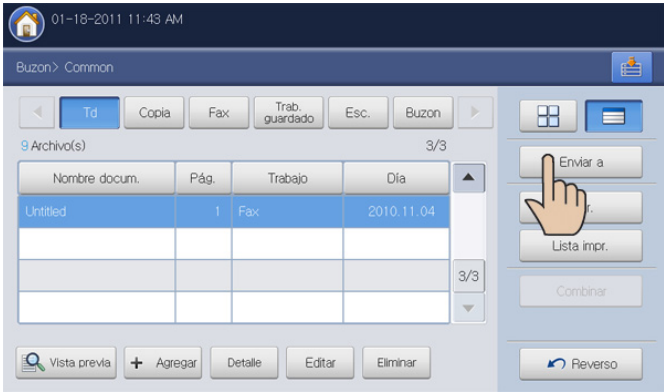 01-18-2011 11:43 AM
Buzon> Common
Td
Copia
Fax
Trab.
guardado
Esc.
Buzon
9 Archivo(s)
3/3
Nombre docum.
Pág.
Trabajo
Día
Untitled
1
Fax
2010.11.04
3/3
Enviar a
r.
Lista impr.
Combinar
Vista previa
+ Agregar
Detalle
Editar
Eliminar
Reverso